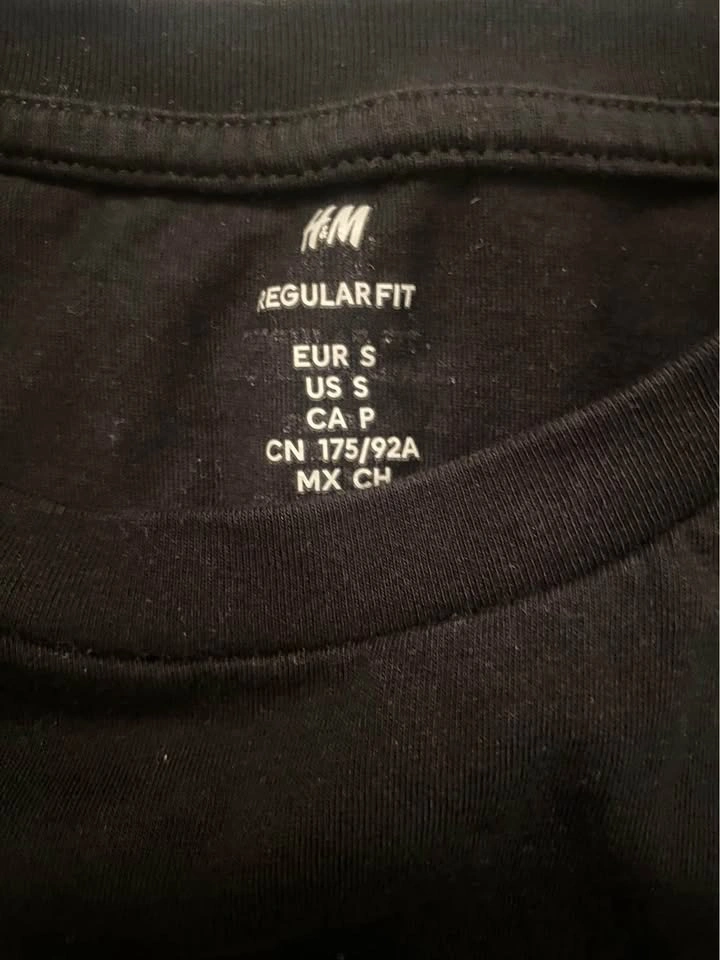 H&M
REGULAR FIT
EUR S
US S
CA P
CN 175/92A
MX CH